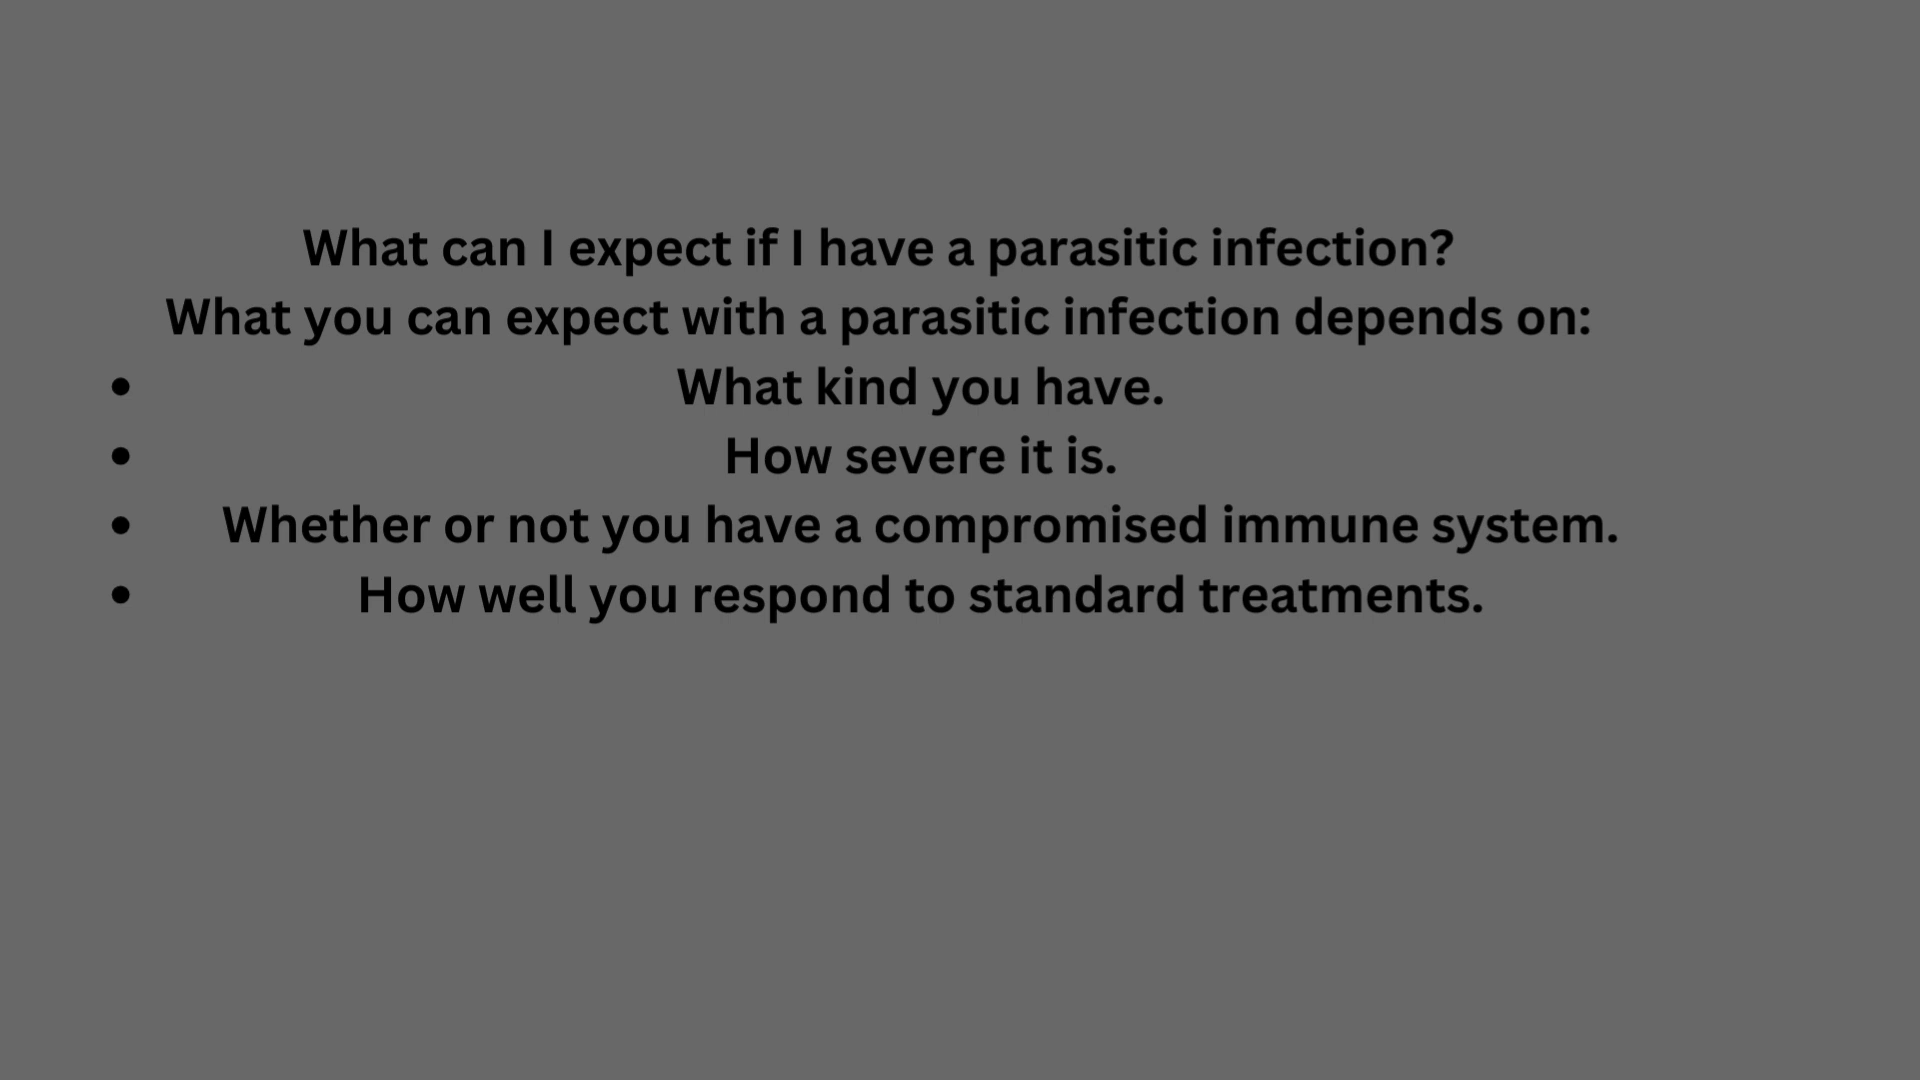 What can I expect if I have a parasitic infection?
What you can expect with a parasitic infection depends on:
• What kind you have.
• How severe it is.
• Whether or not you have a compromised immune system.
• How well you respond to standard treatments.